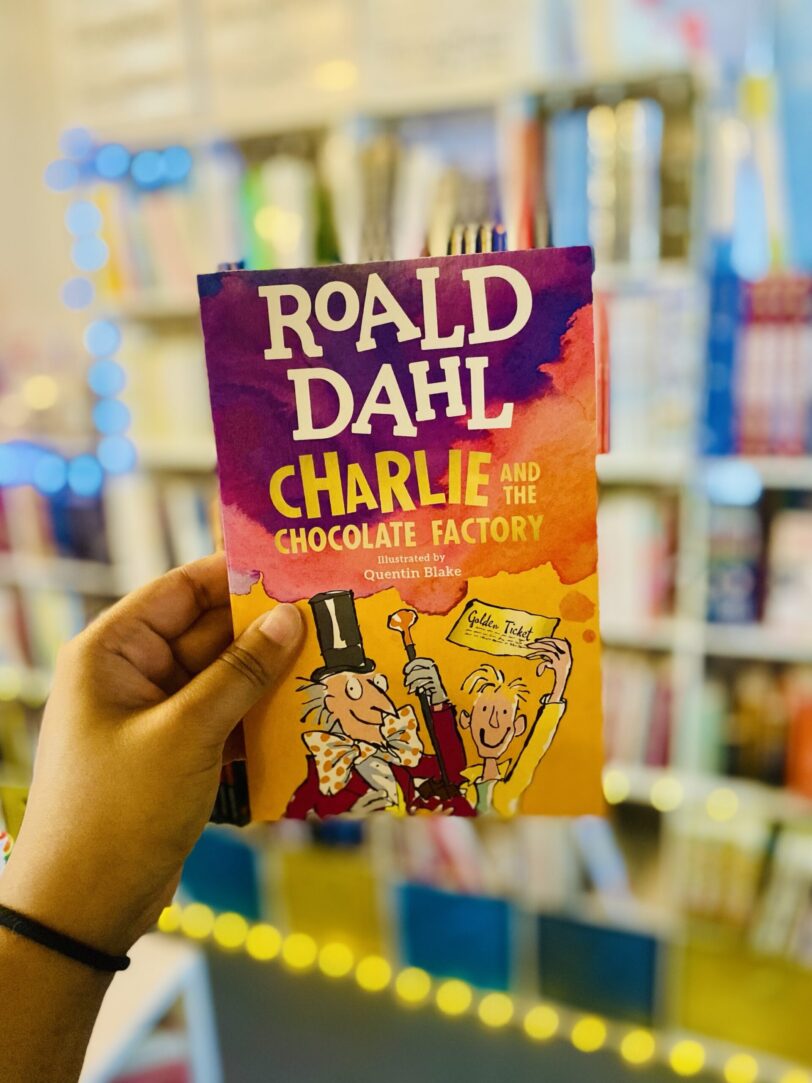 ROALD
DAHL
CHARLIE AND
THE
CHOCOLATE FACTORY
Illustrated by
Quentin Blake
Golden Ticket